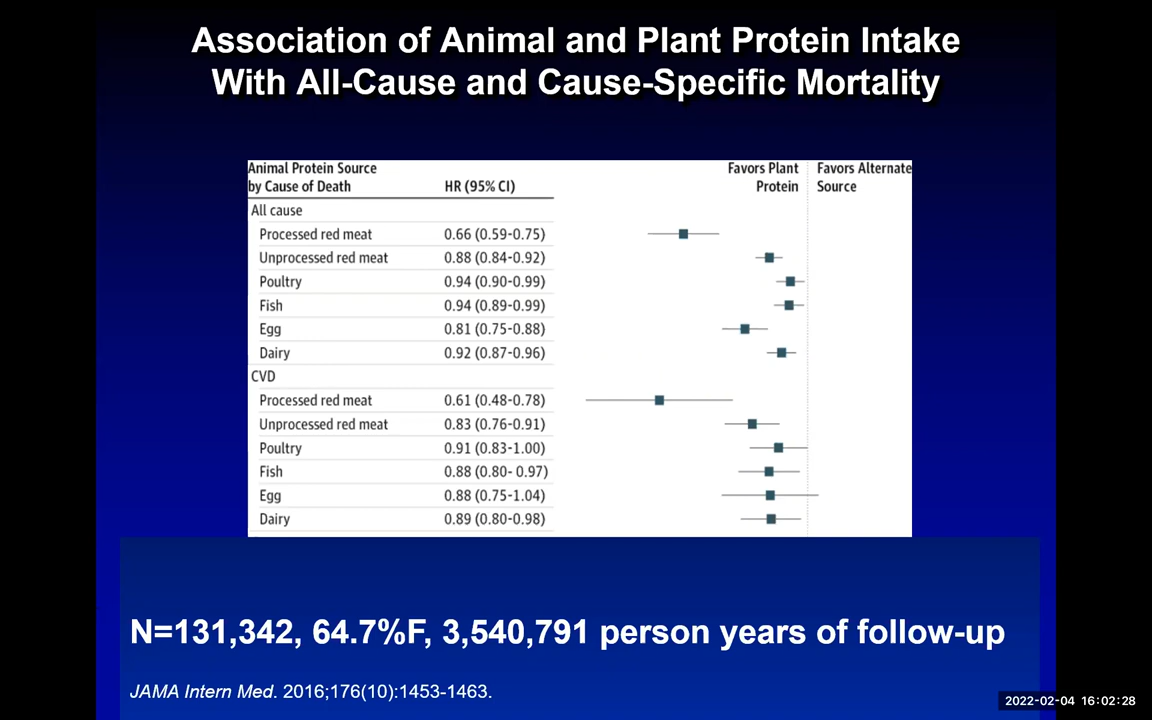 Association of Animal and Plant Protein Intake
With All-Cause and Cause-Specific Mortality
Animal Protein Source
by Cause of Death
HR (95% CI)
Favors Plant
Protein
Favors Alternate
Source
All cause
Processed red meat 0.66 (0.59-0.75)
Unprocessed red meat 0.88 (0.84-0.92)
Poultry 0.94 (0.90-0.99)
Fish 0.94 (0.89-0.99)
Egg 0.81 (0.75-0.88)
Dairy 0.92 (0.87-0.96)
CVD
Processed red meat 0.61 (0.48-0.78)
Unprocessed red meat 0.83 (0.76-0.91)
Poultry 0.91 (0.83-1.00)
Fish 0.88 (0.80- 0.97)
Egg 0.88 (0.75-1.04)
Dairy 0.89 (0.80-0.98)
N=131,342, 64.7%F, 3,540,791 person years of follow-up
JAMA Intern Med. 2016;176(10):1453-1463.
2022-02-04 16:02:28